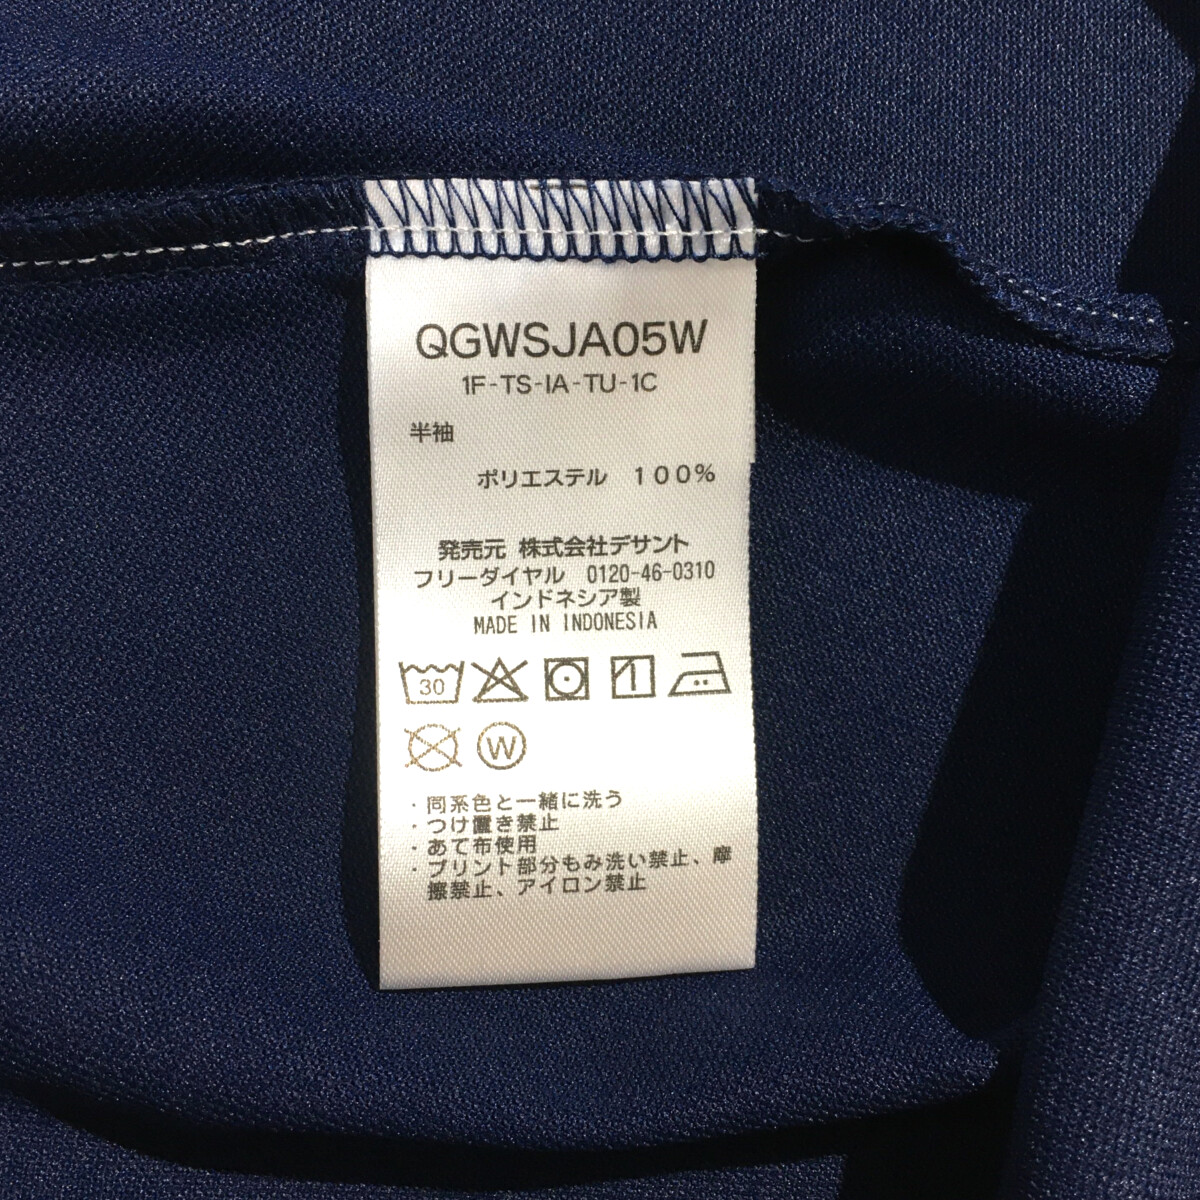 QGWSJA05W
1F-TS-IA-TU-1C
半袖
ポリエステル 100%
発売元 株式会社デサント
フリーダイヤル 0120-46-0310
インドネシア製
MADE IN INDONESIA
30
W
・同系色と一緒に洗う
・つけ置き禁止
・あて布使用
・プリント部分もみ洗い禁止、摩
擦禁止、アイロン禁止